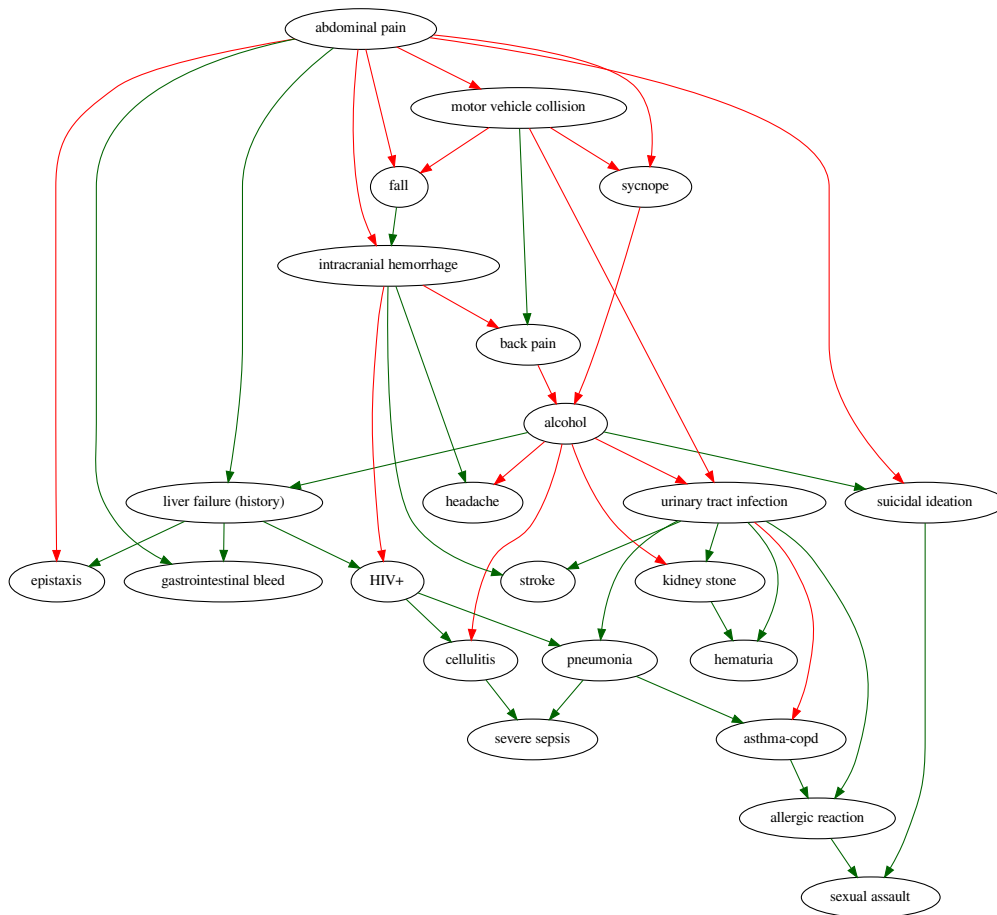 abdominal pain
motor vehicle collision
fall
sycnope
intracranial hemorrhage
back pain
alcohol
liver failure (history)
headache
urinary tract infection
suicidal ideation
epistaxis
gastrointestinal bleed
HIV+
stroke
kidney stone
cellulitis
pneumonia
hematuria
severe sepsis
asthma-copd
allergic reaction
sexual assault